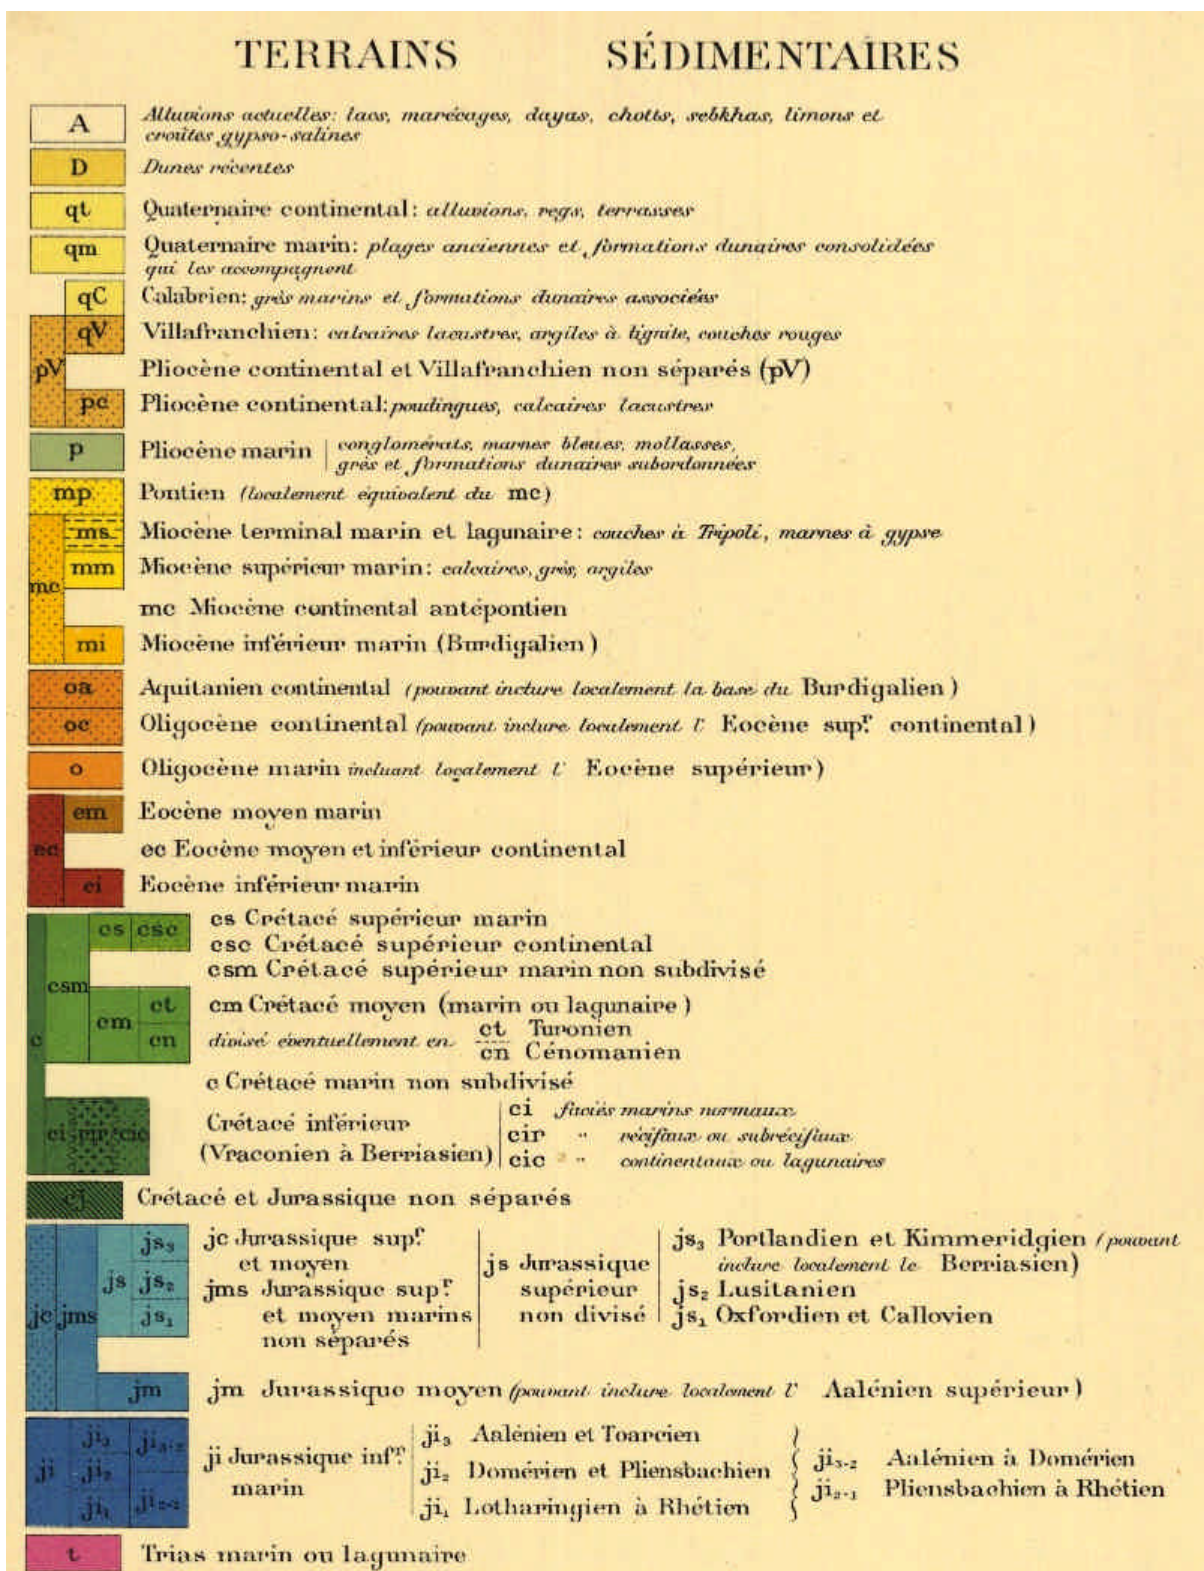 TERRAINS SÉDIMENTAIRES
A Alluvions actuelles: lacs, marécages, dayas, chotts, sebkhas, limons et
croûtes gypso-salines
D Dunes récentes
qt Quaternaire continental: alluvions, regs, terrasses
qm Quaternaire marin: plages anciennes et formations dunaires consolidées
qui les accompagnent
qC Calabrien: grès marins et formations dunaires associées
qV Villafranchien: calcaires lacustres, argiles à lignite, couches rouges
pV Pliocène continental et Villafranchien non séparés (pV)
pc Pliocène continental: poudingues, calcaires lacustres
p Pliocène marin conglomérats, marnes bleues, mollasses,
grès et formations dunaires subordonnées
mp Pontien (localement équivalent du mc)
ms Miocène terminal marin et lagunaire: couches à Tripoli, marnes à gypse
mm Miocène supérieur marin: calcaires, grès, argiles
mc
mc Miocène continental antépontien
mi Miocène inférieur marin (Burdigalien)
oa Aquitanien continental (pouvant inclure localement la base du Burdigalien)
oc Oligocène continental (pouvant inclure localement l' Eocène sup.r continental)
o Oligocène marin incluant localement l' Eocène supérieur)
em Eocène moyen marin
ec ec Eocène moyen et inférieur continental
ei Eocène inférieur marin
cs csc cs Crétacé supérieur marin
csc Crétacé supérieur continental
csm Crétacé supérieur marin non subdivisé
csm
ct cm Crétacé moyen (marin ou lagunaire)
cm ct Turonien
c cn divisé éventuellement en cn Cénomanien
c Crétacé marin non subdivisé
ci cir cic Crétacé inférieur ci faciès marins normaux
cir " récifaux ou subrécifaux
(Vraconien à Berriasien) cic " continentaux ou lagunaires
cj Crétacé et Jurassique non séparés
js3 jc Jurassique sup.r js3 Portlandien et Kimmeridgien (pouvant
et moyen js Jurassique inclure localement le Berriasien)
js js2 jms Jurassique sup.r supérieur js2 Lusitanien
jc jms js1 et moyen marins non divisé js1 Oxfordien et Callovien
non séparés
jm jm Jurassique moyen (pouvant inclure localement l' Aalénien supérieur)
ji3 ji3-2 ji3 Aalénien et Toarcien
ji ji2 ji Jurassique inf.r ji2 Domérien et Pliensbachien ji3-2 Aalénien à Domérien
marin ji2-1 Pliensbachien à Rhétien
ji1 ji1 Lotharingien à Rhétien
t Trias marin ou lagunaire